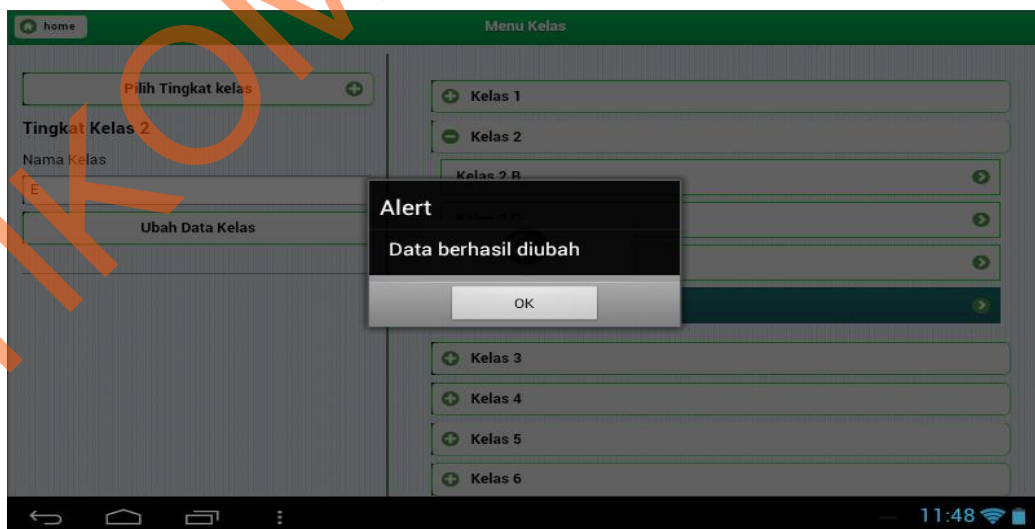 home
Menu Kelas
Pilih Tingkat kelas
Tingkat Kelas 2
Nama Kelas
E
Ubah Data Kelas
Kelas 1
Kelas 2
Kelas 2 B
Kelas 3
Kelas 4
Kelas 5
Kelas 6
Alert
Data berhasil diubah
OK
11:48
IKOM